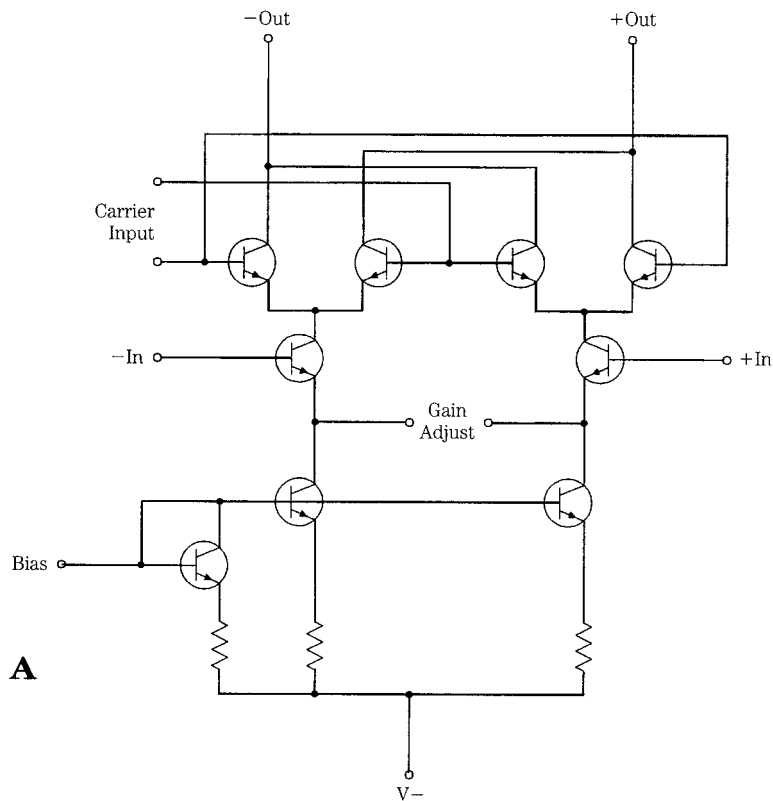 −Out
+Out
Carrier
Input
−In
+In
Gain
Adjust
Bias
A
V−